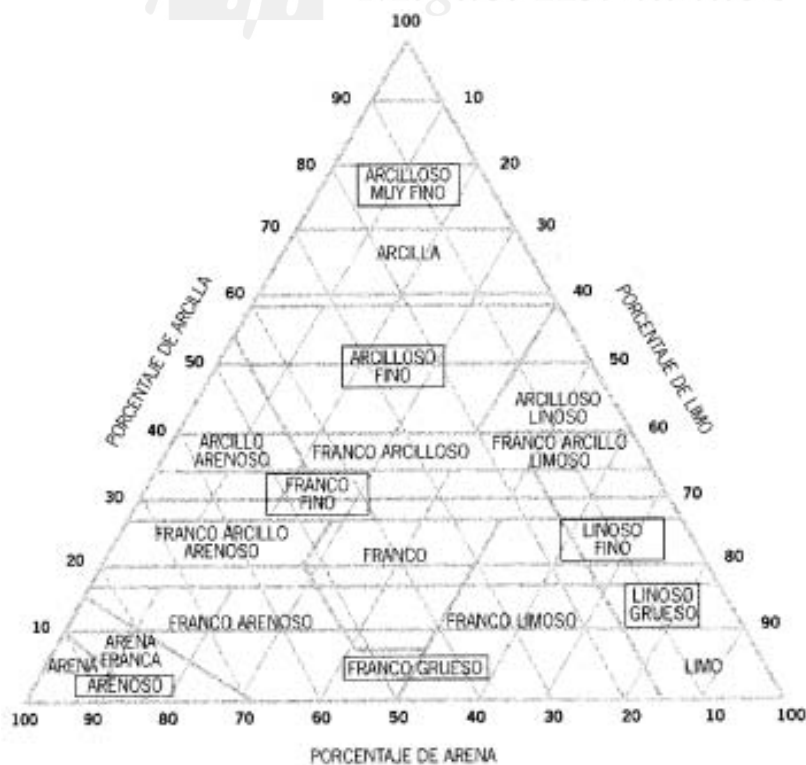 100
90 10
80 20
ARCILLOSO
MUY FINO
70 30
ARCILLA
60 40
PORCENTAJE DE ARCILLA
PORCENTAJE DE LIMO
ARCILLOSO
FINO
50 50
ARCILLOSO
LINOSO
40 60
ARCILLO
ARENOSO
FRANCO ARCILLOSO
FRANCO ARCILLO
LIMOSO
FRANCO
FINO
30 70
FRANCO ARCILLO
ARENOSO
FRANCO
LINOSO
FINO
20 80
LINOSO
GRUESO
FRANCO ARENOSO
FRANCO LIMOSO
10 90
ARENA
FRANCA
ARENA
ARENOSO
FRANCO GRUESO
LIMO
100 90 80 70 60 50 40 30 20 10 100
PORCENTAJE DE ARENA